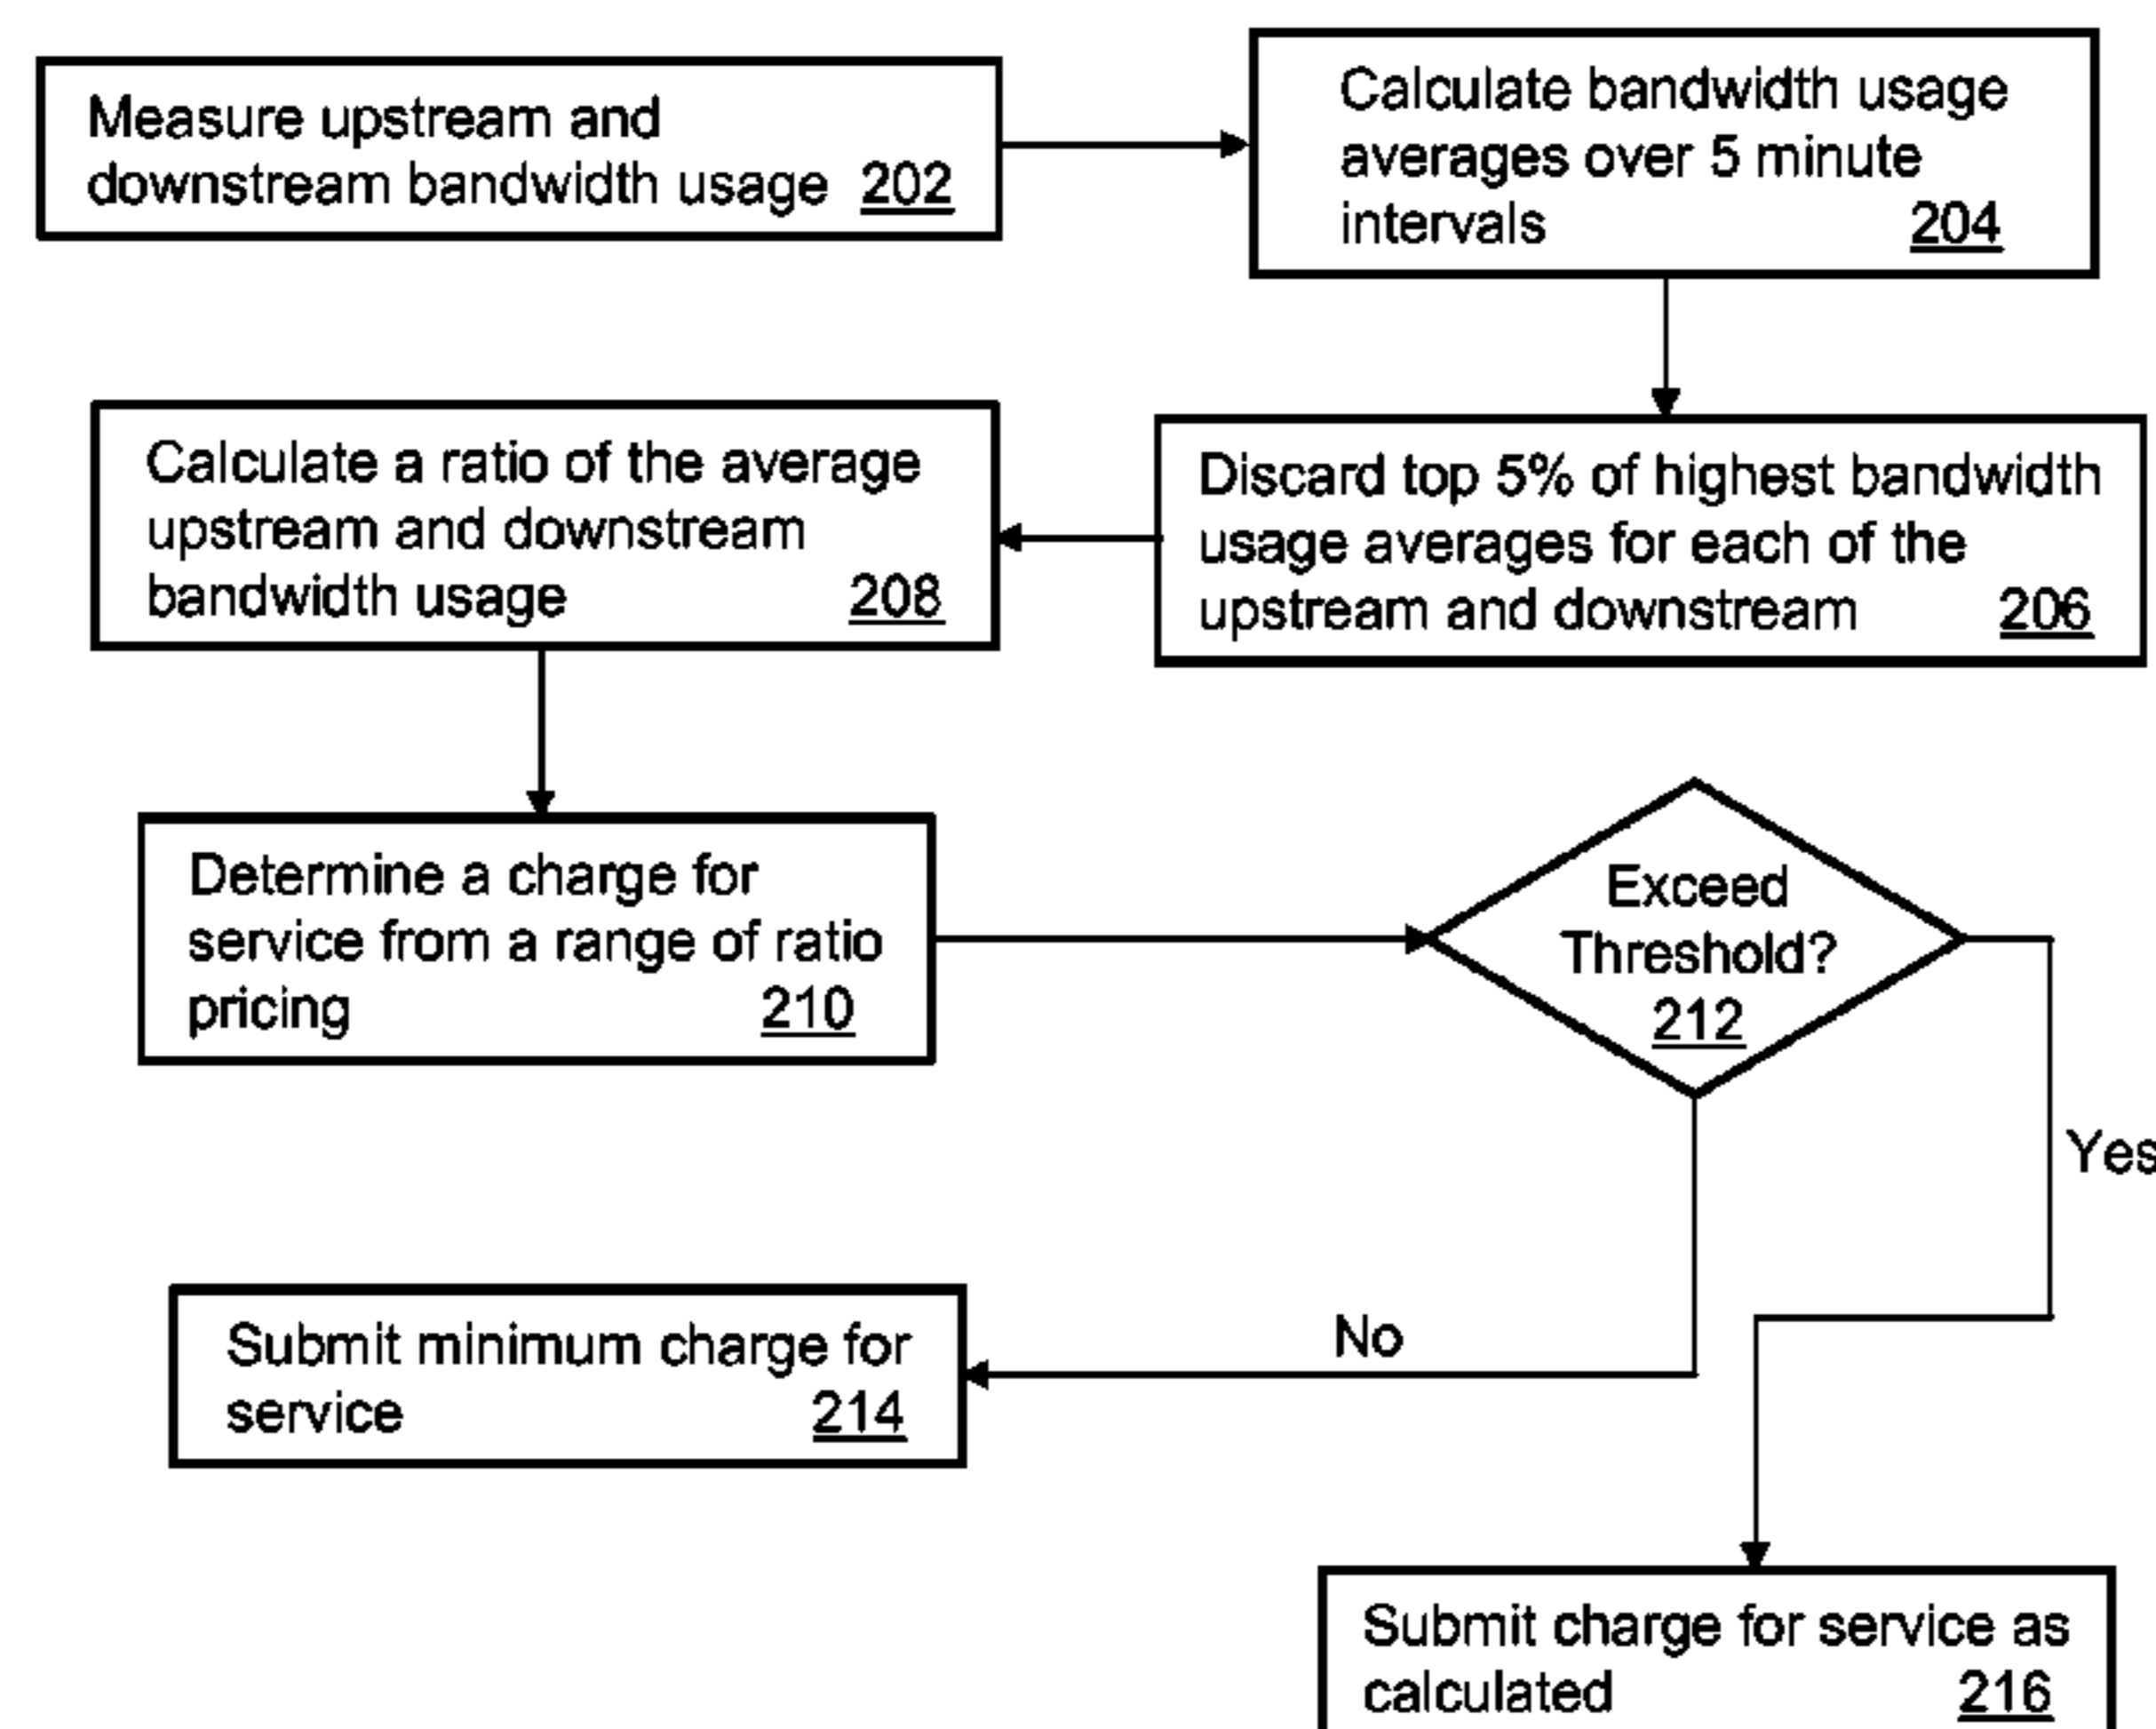 Measure upstream and
downstream bandwidth usage 202
Calculate bandwidth usage
averages over 5 minute
intervals 204
Calculate a ratio of the average
upstream and downstream
bandwidth usage 208
Discard top 5% of highest bandwidth
usage averages for each of the
upstream and downstream 206
Determine a charge for
service from a range of ratio
pricing 210
Exceed
Threshold?
212
Yes
No
Submit minimum charge for
service 214
Submit charge for service as
calculated 216